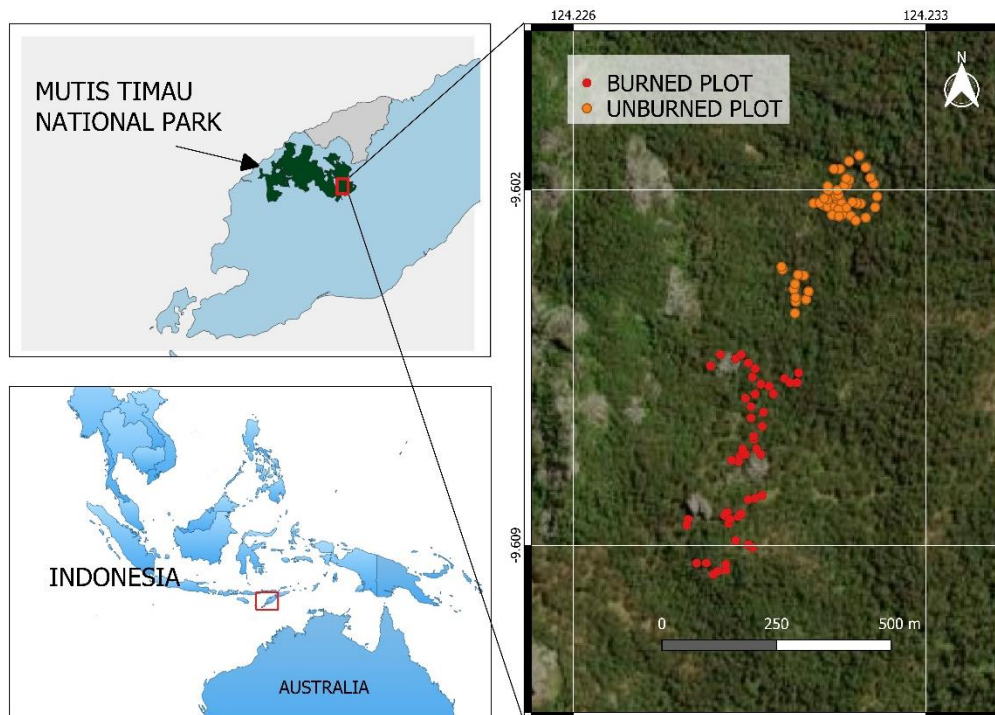 MUTIS TIMAU
NATIONAL PARK
INDONESIA
AUSTRALIA
124.226
124.233
BURNED PLOT
UNBURNED PLOT
N
-9.602
-9.609
0
250
500 m